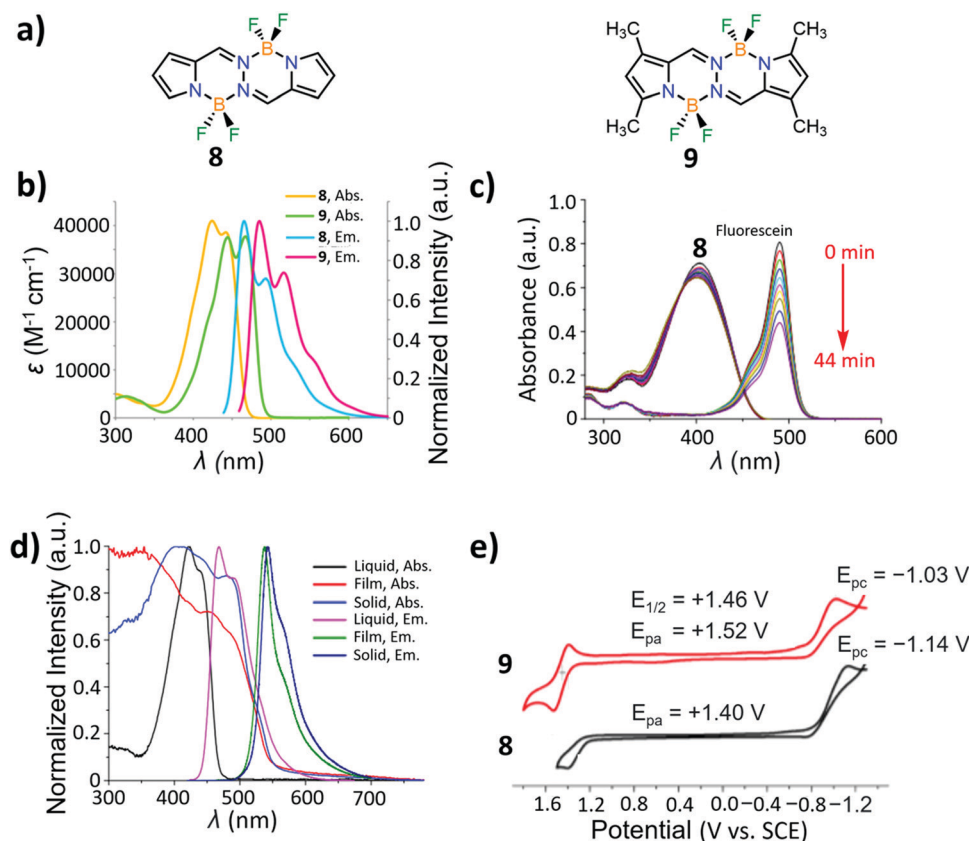 a)
F F
B
N N
N N
B
F F
8
F F
H₃C B CH₃
N N
N N
H₃C B CH₃
F F
9
b)
ε (M⁻¹ cm⁻¹)
40000
30000
20000
10000
0
8, Abs.
9, Abs.
8, Em.
9, Em.
1.0
0.8
0.6
0.4
0.2
0
Normalized Intensity (a.u.)
300 400 500 600
λ (nm)
c)
Absorbance (a.u.)
1.0
0.8
0.6
0.4
0.2
0
8
Fluorescein
0 min
44 min
300 400 500 600
λ (nm)
d)
Normalized Intensity (a.u.)
1.0
0.8
0.6
0.4
0.2
0
Liquid, Abs.
Film, Abs.
Solid, Abs.
Liquid, Em.
Film, Em.
Solid, Em.
300 400 500 600 700
λ (nm)
e)
Epc = −1.03 V
E1/2 = +1.46 V
Epa = +1.52 V
9
Epc = −1.14 V
Epa = +1.40 V
8
1.6 1.2 0.8 0.4 0.0 −0.4 −0.8 −1.2
Potential (V vs. SCE)